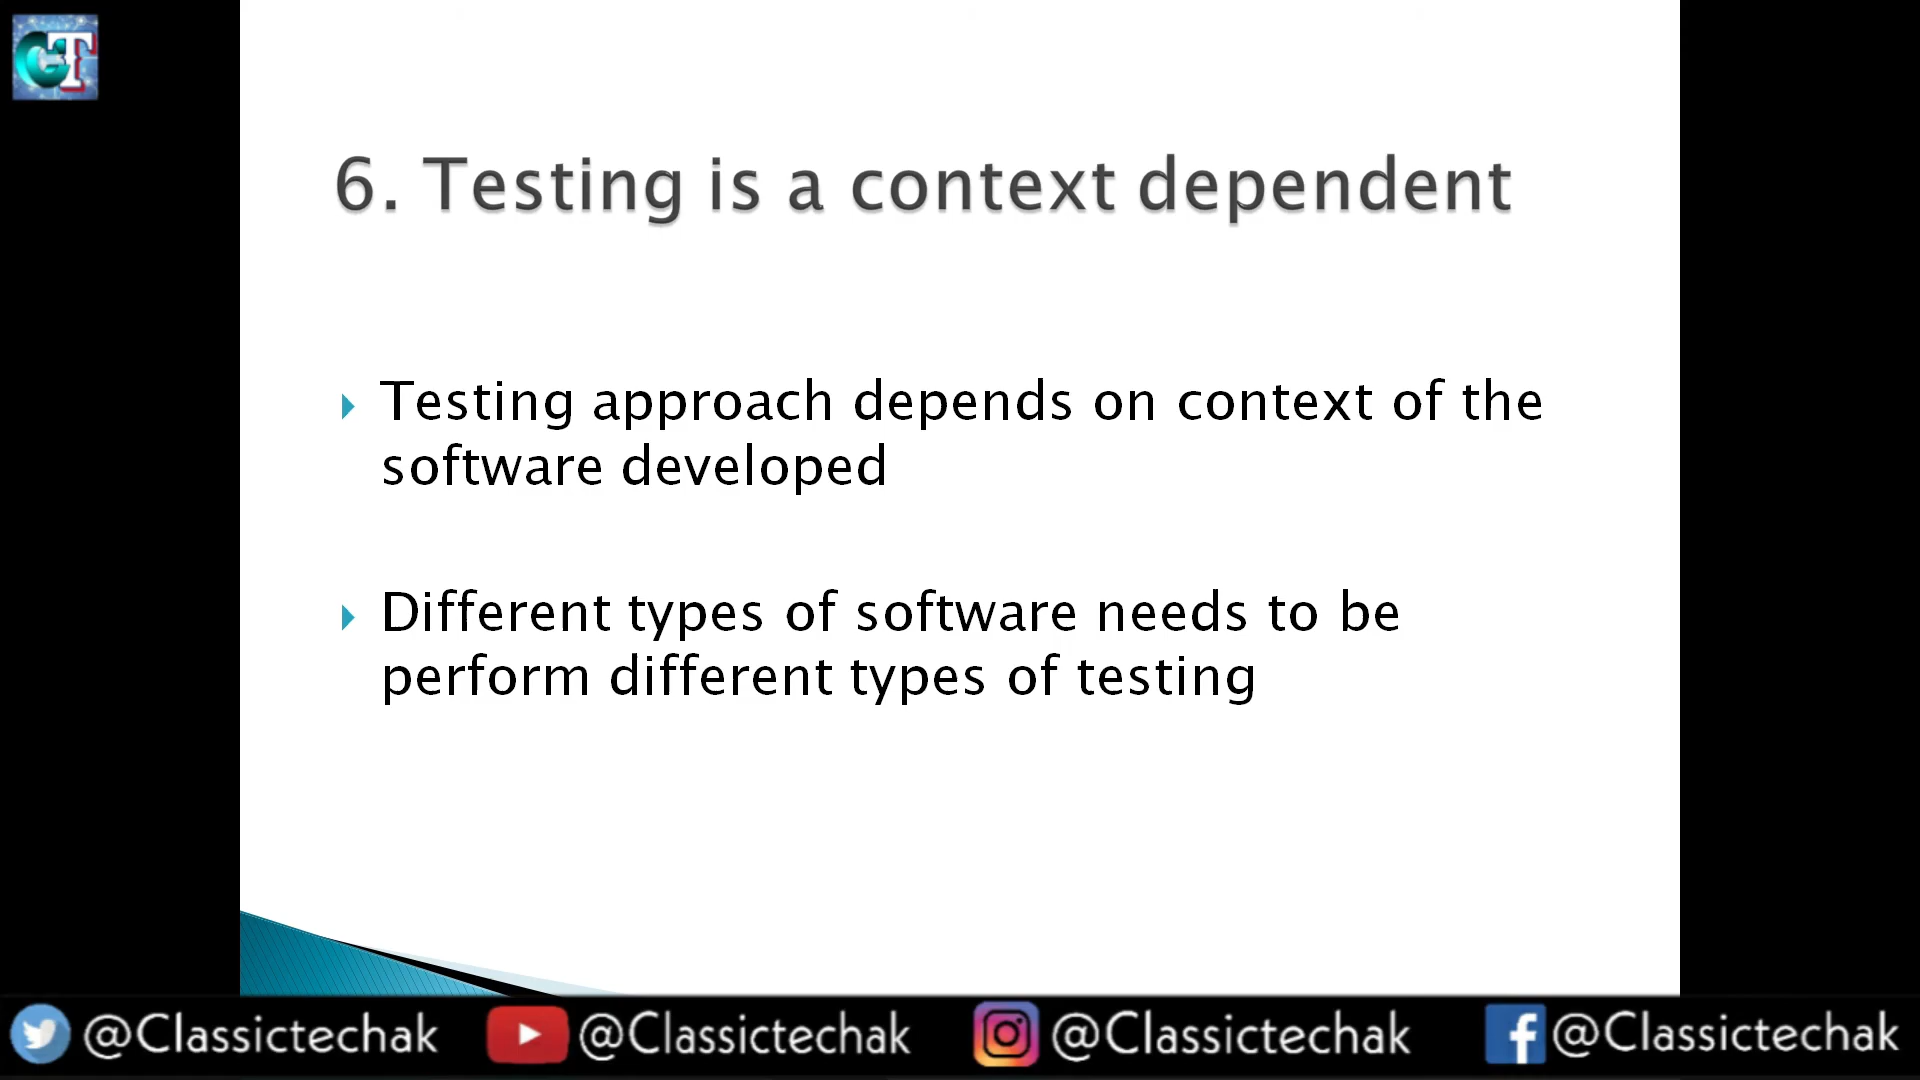 CT
6. Testing is a context dependent
Testing approach depends on context of the
software developed
Different types of software needs to be
perform different types of testing
@Classictechak @Classictechak @Classictechak @Classictechak